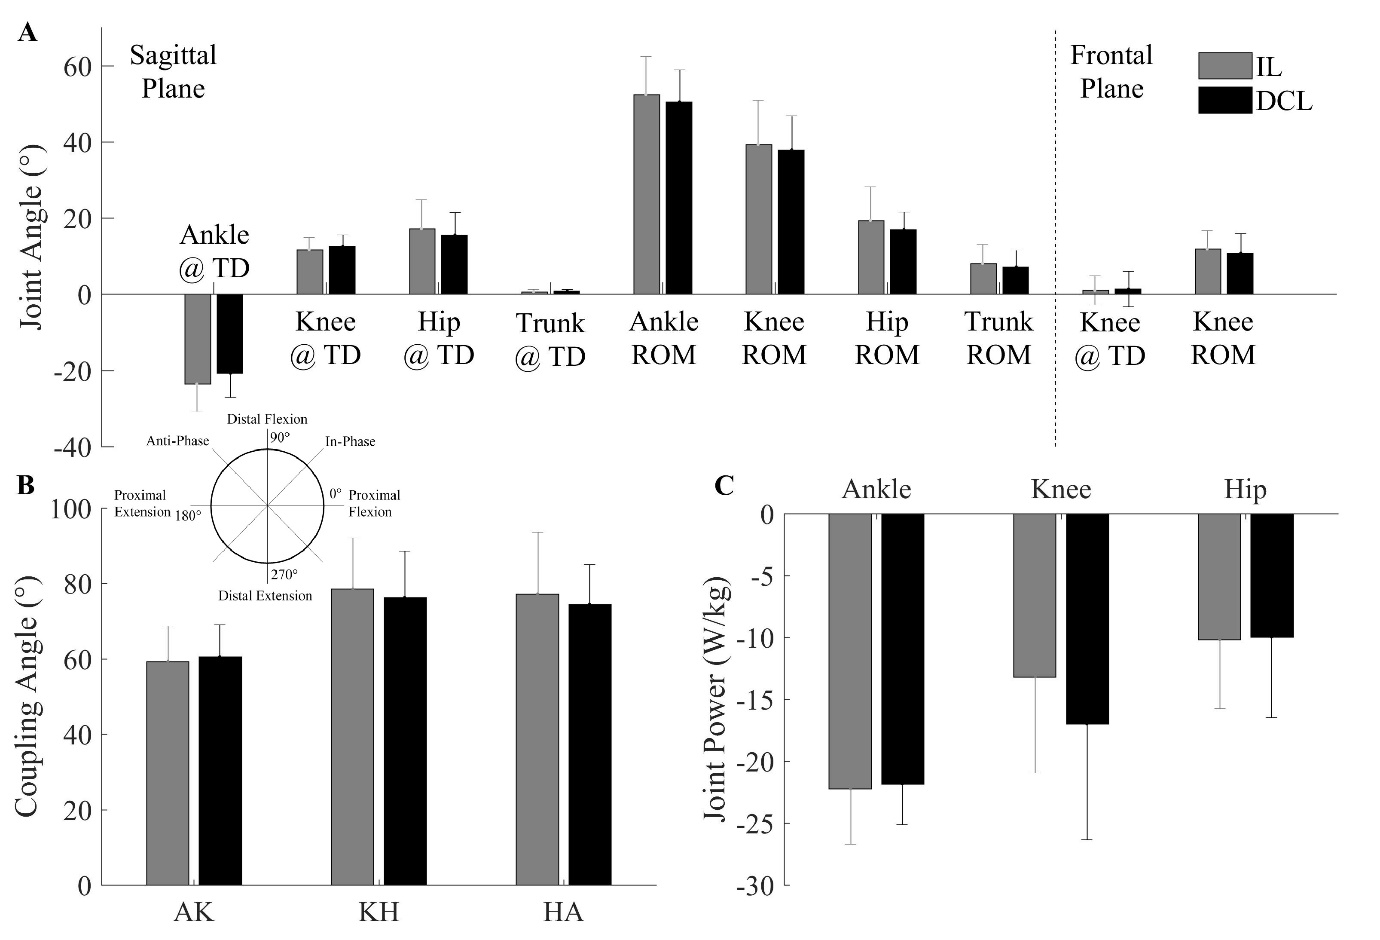 A
Sagittal
Plane
Frontal
Plane
IL
DCL
Joint Angle (°)
60
40
20
0
-20
-40
Ankle
@ TD
Knee
@ TD
Hip
@ TD
Trunk
@ TD
Ankle
ROM
Knee
ROM
Hip
ROM
Trunk
ROM
Knee
@ TD
Knee
ROM
B
Coupling Angle (°)
100
80
60
40
20
0
AK
KH
HA
Distal Flexion
90°
Anti-Phase
In-Phase
Proximal
Extension 180°
0° Proximal
Flexion
270°
Distal Extension
C
Ankle
Knee
Hip
Joint Power (W/kg)
0
-5
-10
-15
-20
-25
-30